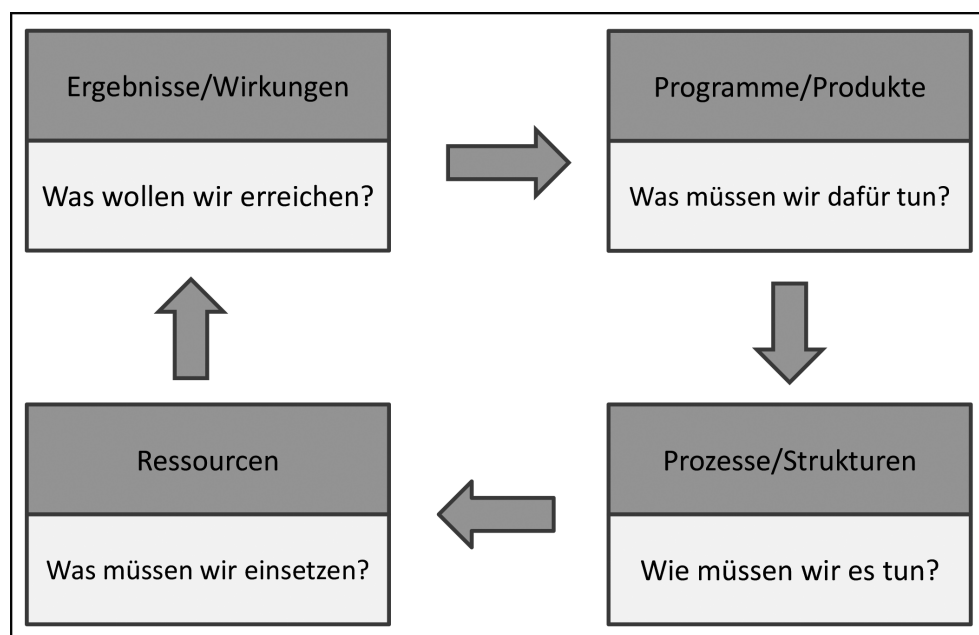 Ergebnisse/Wirkungen
Was wollen wir erreichen?
Programme/Produkte
Was müssen wir dafür tun?
Ressourcen
Was müssen wir einsetzen?
Prozesse/Strukturen
Wie müssen wir es tun?